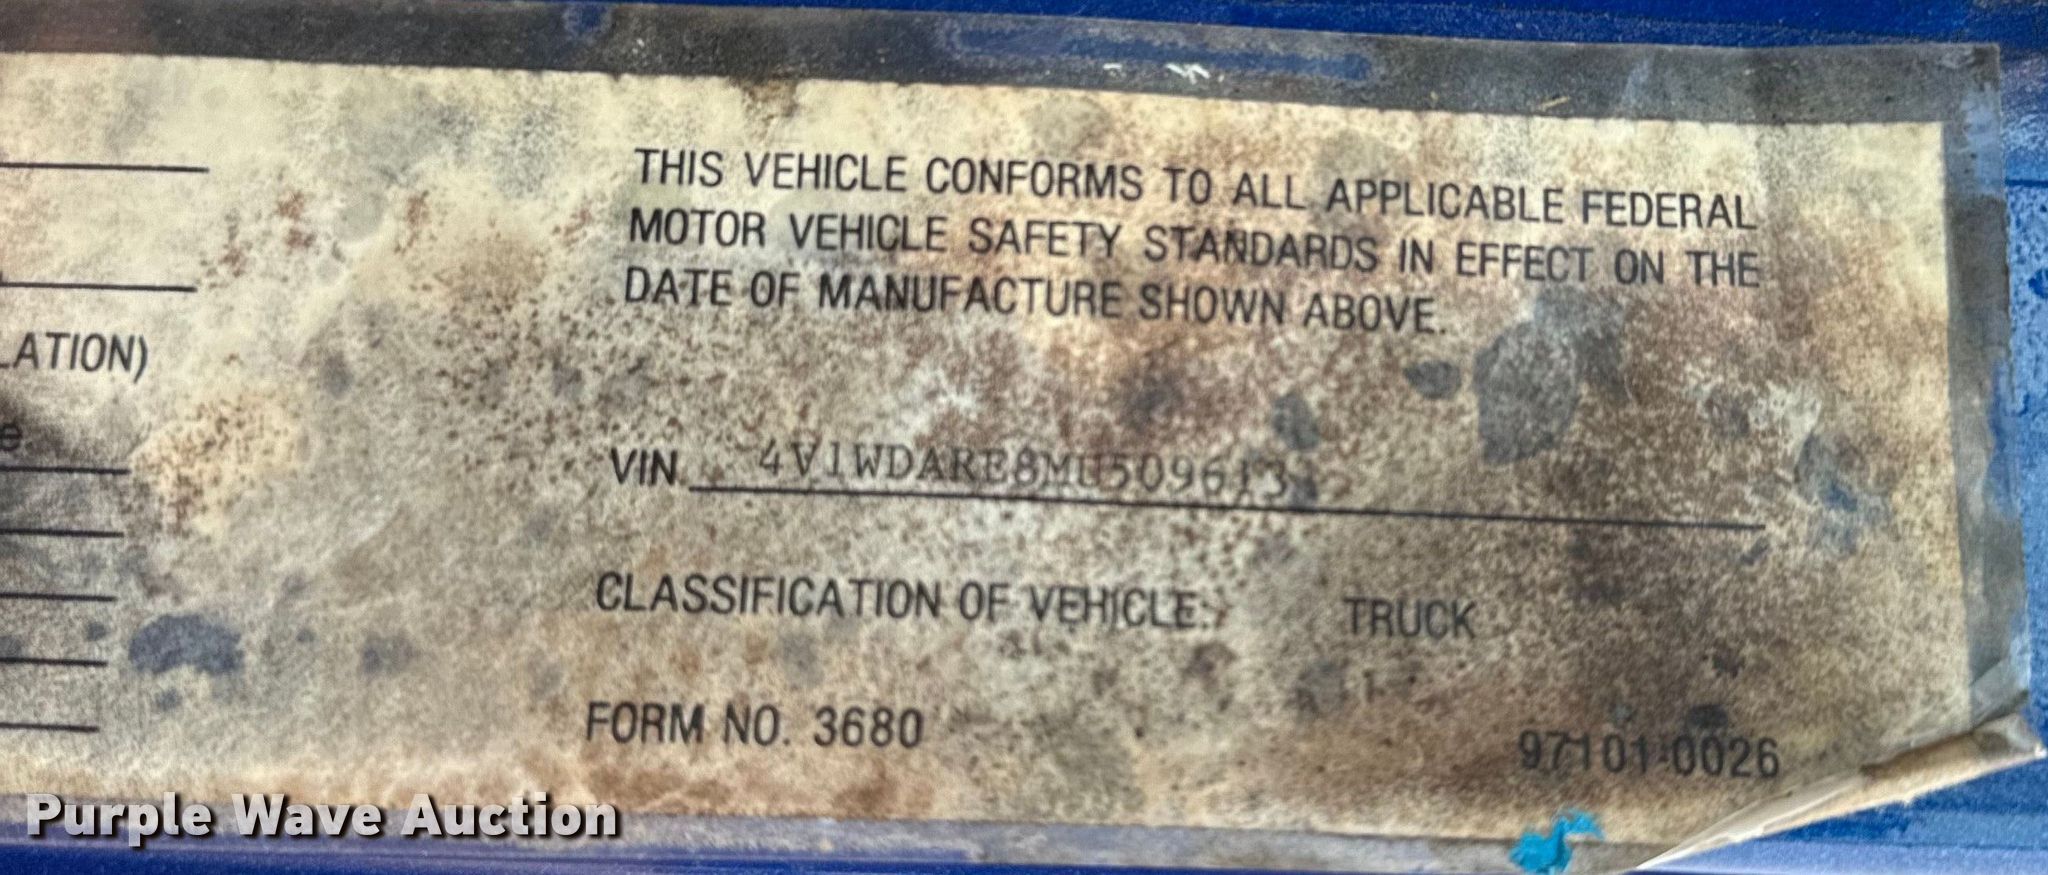 THIS VEHICLE CONFORMS TO ALL APPLICABLE FEDERAL
MOTOR VEHICLE SAFETY STANDARDS IN EFFECT ON THE
DATE OF MANUFACTURE SHOWN ABOVE.
LATION)
e
VIN 4V1WDARE8MU509613
CLASSIFICATION OF VEHICLE: TRUCK
FORM NO. 3680
97101-0026
Purple Wave Auction